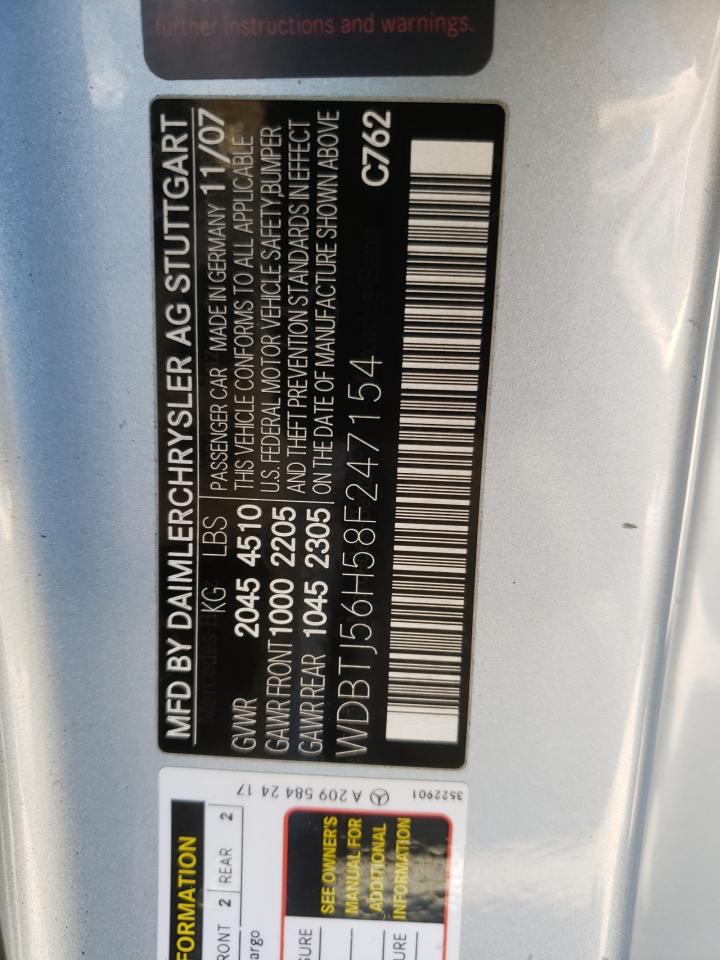 further instructions and warnings.
MFD BY DAIMLERCHRYSLER AG STUTTGART
KG LBS
GVWR 2045 4510
GAWR FRONT 1000 2205
GAWR REAR 1045 2305
PASSENGER CAR MADE IN GERMANY 11/07
THIS VEHICLE CONFORMS TO ALL APPLICABLE
U.S. FEDERAL MOTOR VEHICLE SAFETY,BUMPER
AND THEFT PREVENTION STANDARDS IN EFFECT
ON THE DATE OF MANUFACTURE SHOWN ABOVE
WDBTJ56H58F247154
C762
3522901 A 209 584 24 17
FORMATION
RONT 2 REAR 2
argo
SEE OWNER'S
MANUAL FOR
ADDITIONAL
INFORMATION
SURE
URE